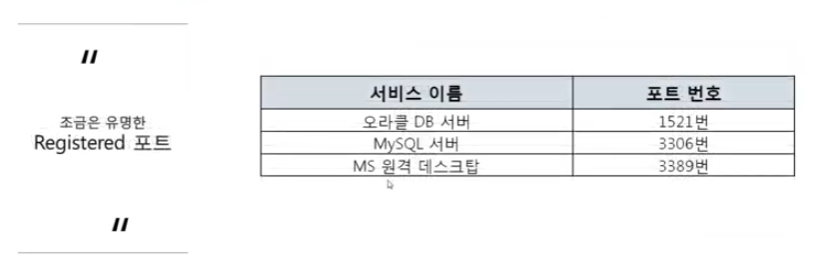 "
조금은 유명한
Registered 포트
"
서비스 이름 포트 번호
오라클 DB 서버 1521번
MySQL 서버 3306번
MS 원격 데스크탑 3389번